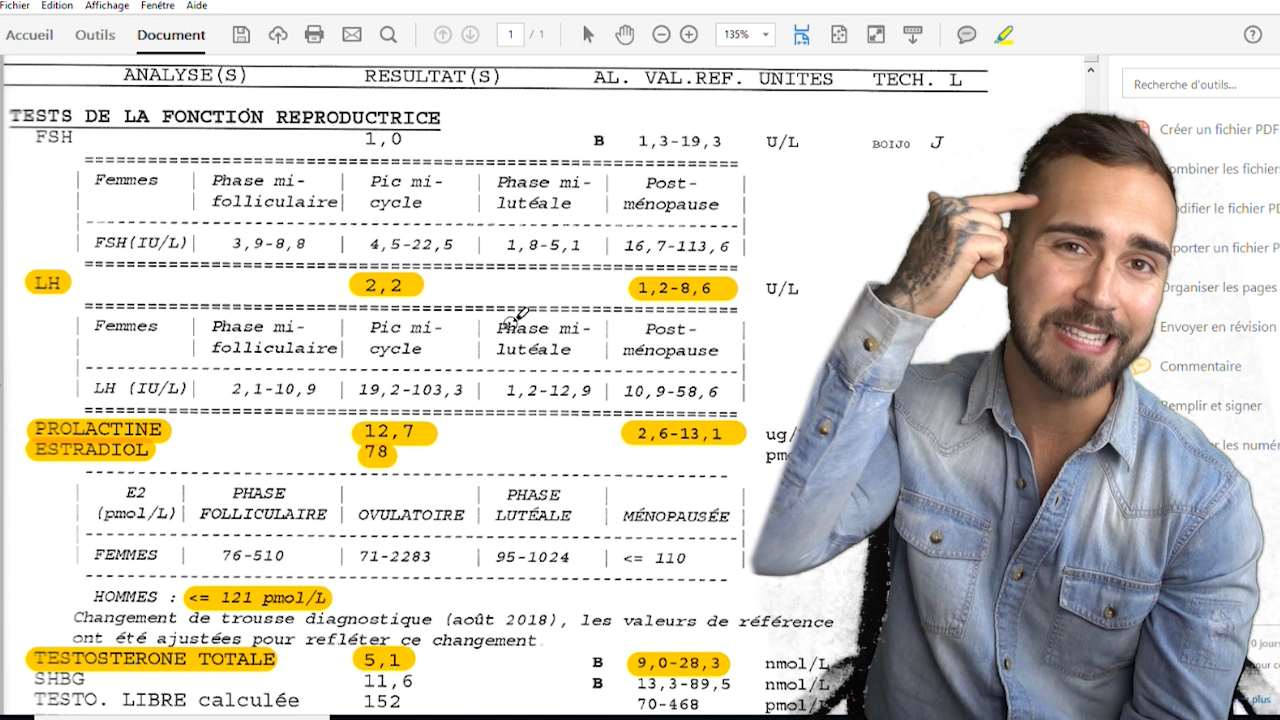 Fichier Edition Affichage Fenêtre Aide
Accueil Outils Document 1 / 1 135%
ANALYSE(S) RESULTAT(S) AL. VAL.REF. UNITES TECH. L
Recherche d'outils...
TESTS DE LA FONCTION REPRODUCTRICE
Créer un fichier PDF
FSH 1,0 B 1,3-19,3 U/L BOIJO J
Femmes Phase mi- Pic mi- Phase mi- Post-
folliculaire cycle lutéale ménopause
FSH(IU/L) 3,9-8,8 4,5-22,5 1,8-5,1 16,7-113,6
LH 2,2 1,2-8,6 U/L
Organiser les pages
Femmes Phase mi- Pic mi- Phase mi- Post-
folliculaire cycle lutéale ménopause
Envoyer en révision
Commentaire
LH (IU/L) 2,1-10,9 19,2-103,3 1,2-12,9 10,9-58,6
Remplir et signer
PROLACTINE 12,7 2,6-13,1 ug/
ESTRADIOL 78
E2 PHASE PHASE
(pmol/L) FOLLICULAIRE OVULATOIRE LUTÉALE MÉNOPAUSÉE
FEMMES 76-510 71-2283 95-1024 <= 110
HOMMES : <= 121 pmol/L
Changement de trousse diagnostique (août 2018), les valeurs de référence
ont été ajustées pour refléter ce changement
TESTOSTERONE TOTALE 5,1 B 9,0-28,3 nmol/L
SHBG 11,6 B 13,3-89,5 nmol/L
TESTO. LIBRE calculée 152 70-468 pmol/L
plus